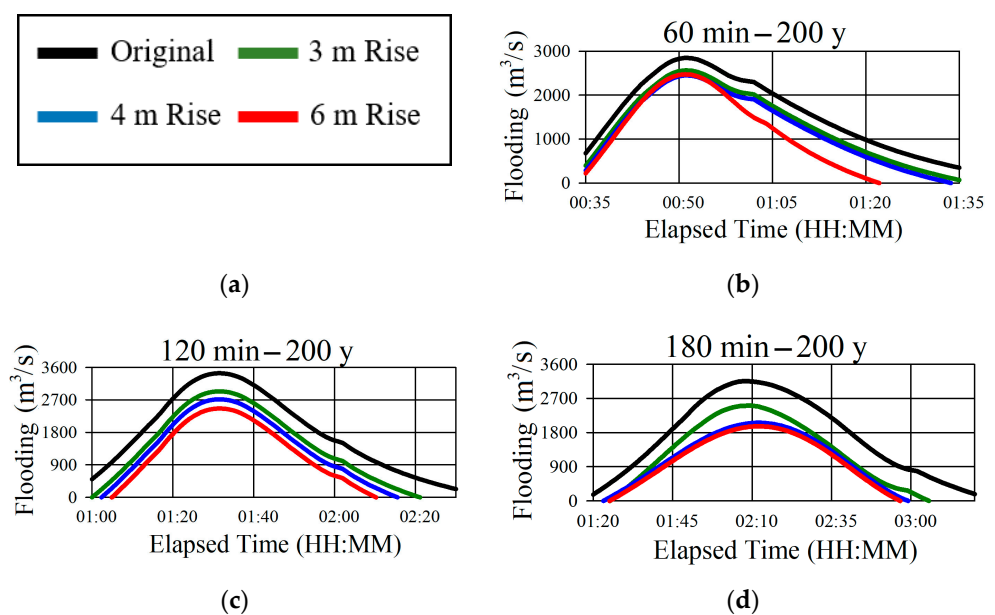 Original
3 m Rise
4 m Rise
6 m Rise
(a)
60 min – 200 y
Flooding (m³/s)
3000
2000
1000
0
00:35 00:50 01:05 01:20 01:35
Elapsed Time (HH:MM)
(b)
120 min – 200 y
Flooding (m³/s)
3600
2700
1800
900
0
01:00 01:20 01:40 02:00 02:20
Elapsed Time (HH:MM)
(c)
180 min – 200 y
Flooding (m³/s)
3600
2700
1800
900
0
01:20 01:45 02:10 02:35 03:00
Elapsed Time (HH:MM)
(d)